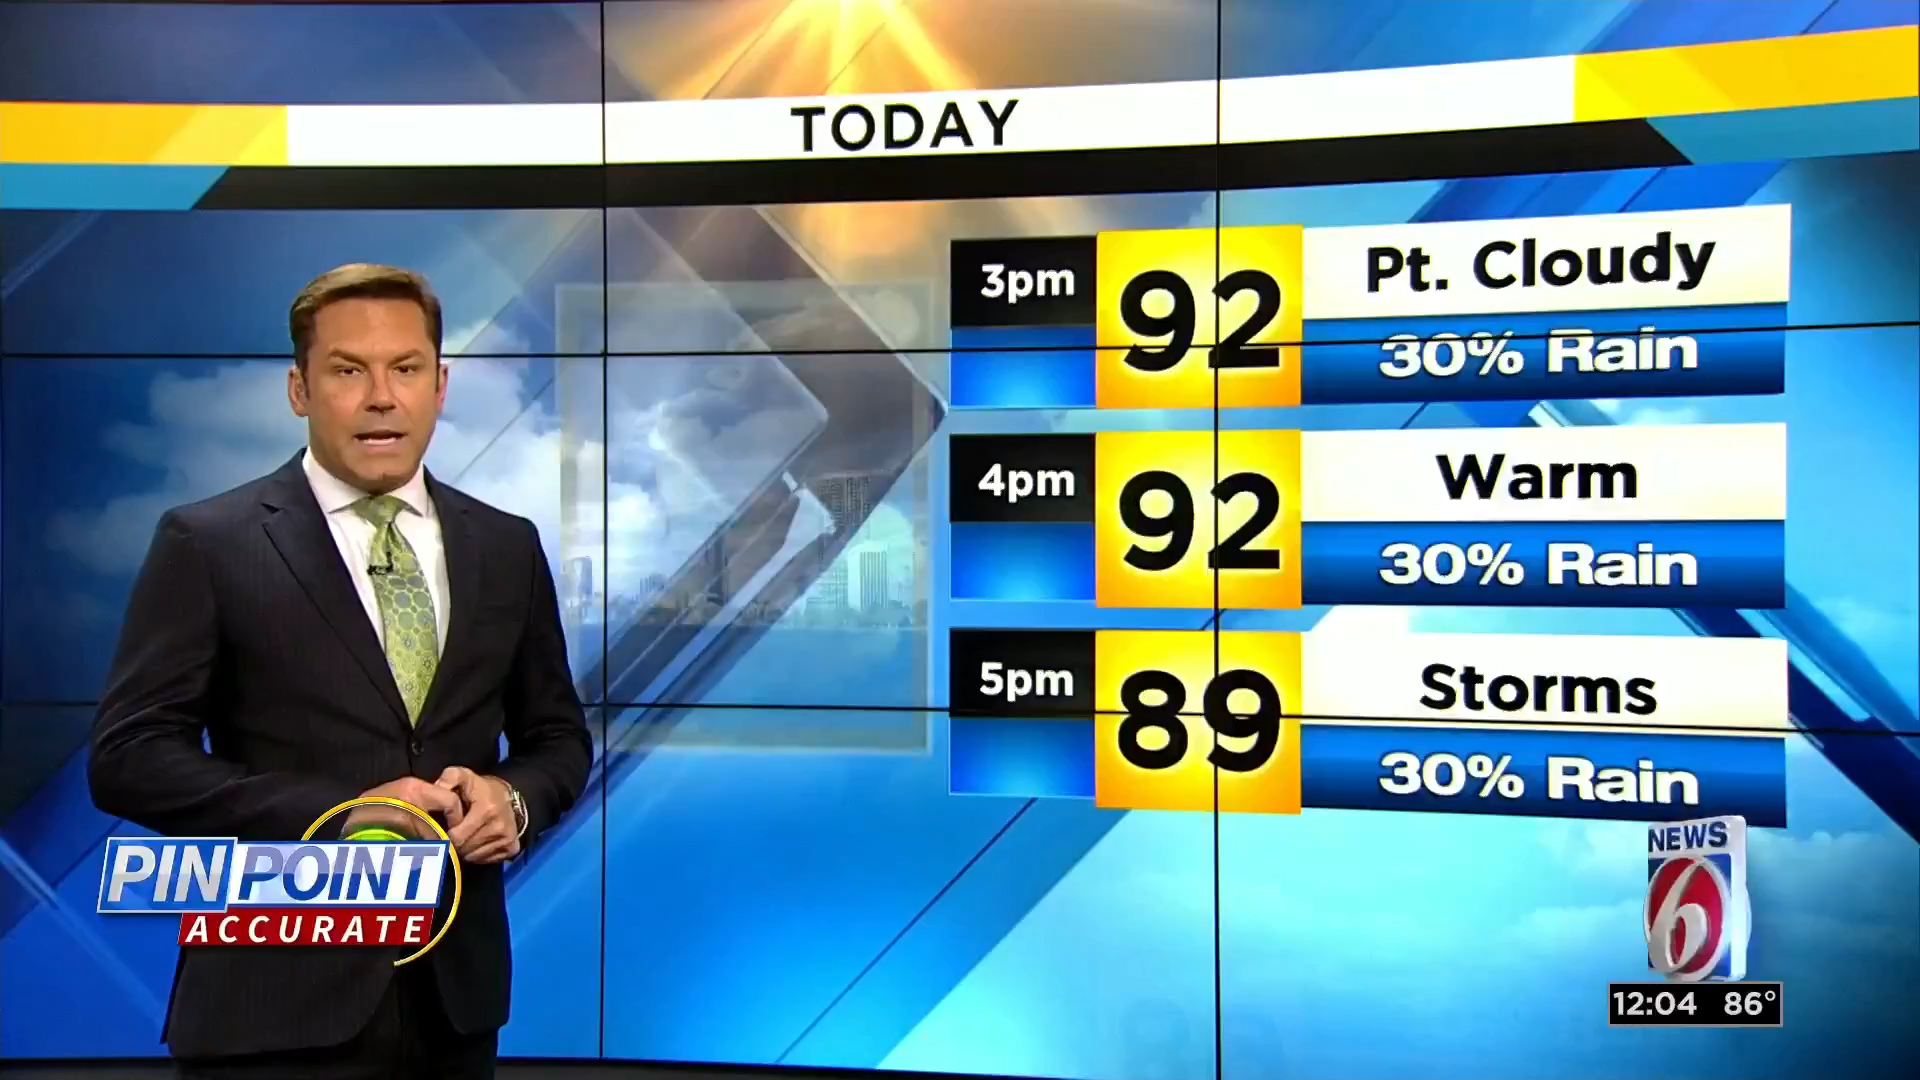 TODAY
3pm
92
Pt. Cloudy
30% Rain
4pm
92
Warm
30% Rain
5pm
89
Storms
30% Rain
PINPOINT
ACCURATE
NEWS
6
12:04 86°